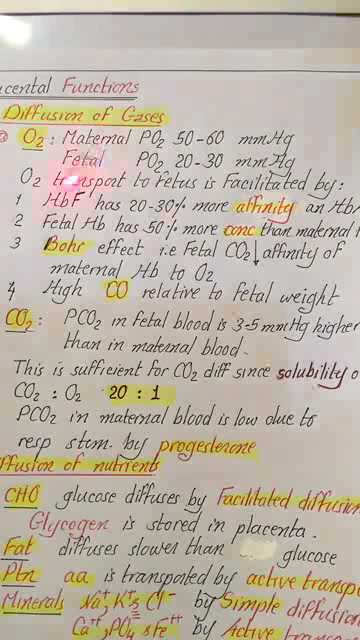 acental Functions
Diffusion of Gases
O₂ : Maternal PO₂ 50-60 mmHg
Fetal PO₂ 20-30 mmHg
O₂ transport to Fetus is Facilitated by:
1 HbF has 20-30% more affinity an Hb
2 Fetal Hb has 50% more conc than maternal
3 Bohr effect i.e Fetal CO₂ ↓ affinity of
maternal Hb to O₂
4 High CO relative to fetal weight
CO₂: PCO₂ in fetal blood is 3-5 mmHg higher
than in maternal blood.
This is sufficient for CO₂ diff since solubility o
CO₂ : O₂ 20 : 1
PCO₂ in maternal blood is low due to
resp stem. by progesterone
ffusion of nutrients
CHO glucose diffuses by Facilitated diffusion
Glycogen is stored in placenta.
Fat diffuses slower than glucose
Ptn aa is transported by active transpo
Minerals Na⁺, K⁺ & Cl⁻ by Simple diffusion
Ca⁺⁺, PO₄ & Fe⁺⁺ by Active trans